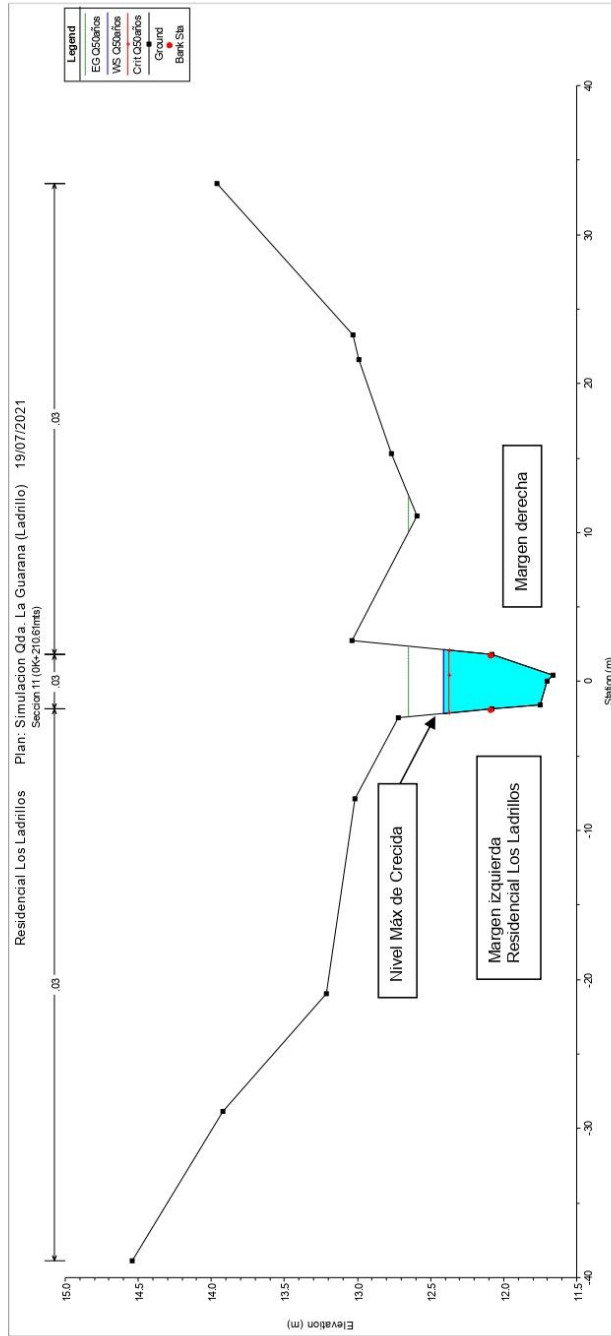 Residencial Los Ladrillos Plan: Simulacion Qda. La Guarana (Ladrillo) 19/07/2021
Seccion 11 (0K+210.61mts)
.03
.03
.03
Legend
EG Q50años
WS Q50años
Crit Q50años
Ground
Bank Sta
Elevation (m)
15.0
14.5
14.0
13.5
13.0
12.5
12.0
11.5
Nivel Máx de Crecida
Margen izquierda
Residencial Los Ladrillos
Margen derecha
-40
-30
-20
-10
0
10
20
30
40
Station (m)